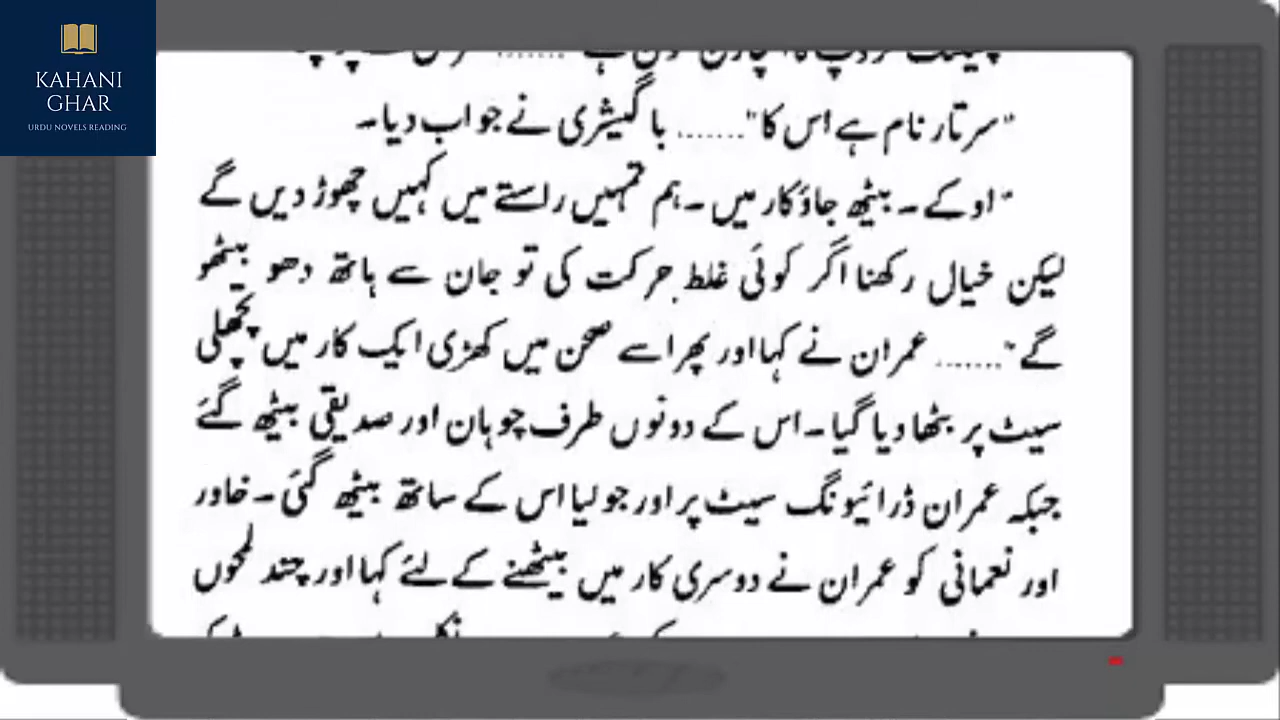 KAHANI
GHAR
URDU NOVELS READING
"سرتار نام ہے اس کا"....... باگیشری نے جواب دیا۔
"اوکے۔ بیٹھ جاؤ کار میں۔ ہم تمہیں راستے میں کہیں چھوڑ دیں گے
لیکن خیال رکھنا اگر کوئی غلط حرکت کی تو جان سے ہاتھ دھو بیٹھو
گے"....... عمران نے کہا اور پھر اسے صحن میں کھڑی ایک کار میں پچھلی
سیٹ پر بٹھا دیا گیا۔ اس کے دونوں طرف چوہان اور صدیقی بیٹھ گئے
جبکہ عمران ڈرائیونگ سیٹ پر اور جولیا اس کے ساتھ بیٹھ گئی۔ خاور
اور نعمانی کو عمران نے دوسری کار میں بیٹھنے کے لئے کہا اور چند لمحوں